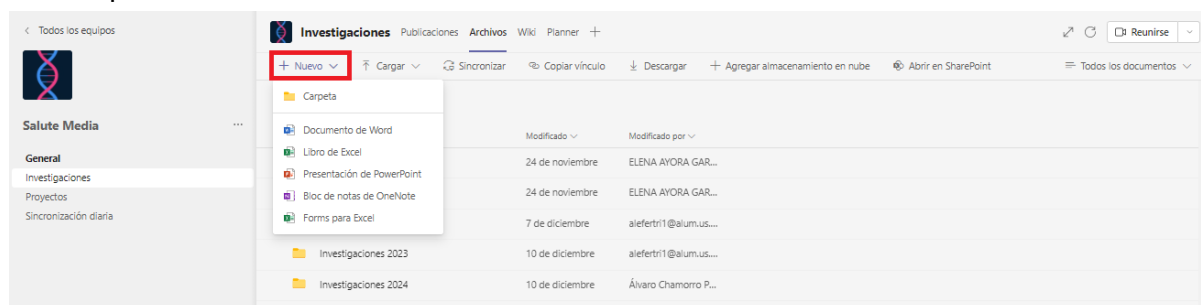 Todos los equipos
Salute Media
General
Investigaciones
Proyectos
Sincronización diaria
Investigaciones Publicaciones Archivos Wiki Planner Reunirse
Nuevo Cargar Sincronizar Copiar vínculo Descargar Agregar almacenamiento en nube Abrir en SharePoint Todos los documentos
Carpeta
Documento de Word
Libro de Excel
Presentación de PowerPoint
Bloc de notas de OneNote
Forms para Excel
Modificado Modificado por
24 de noviembre ELENA AYORA GAR...
24 de noviembre ELENA AYORA GAR...
7 de diciembre alefertri1@alum.us....
Investigaciones 2023 10 de diciembre alefertri1@alum.us....
Investigaciones 2024 10 de diciembre Álvaro Chamorro P...